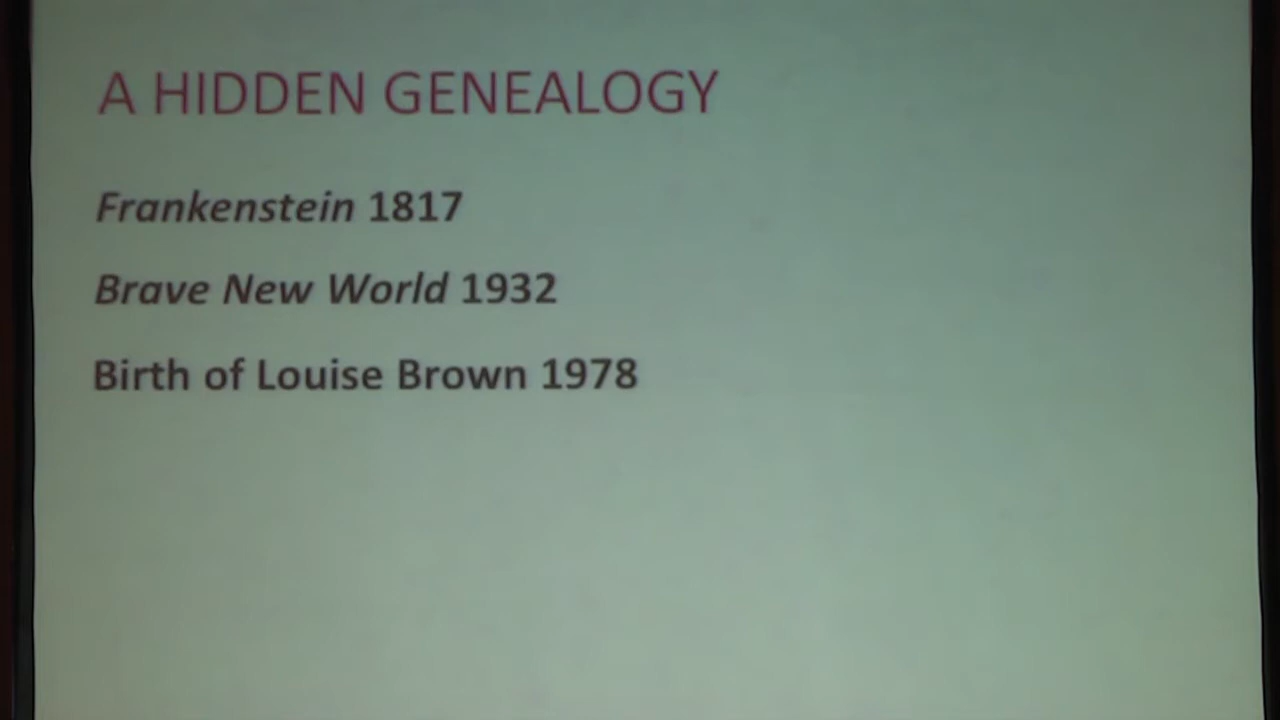 A HIDDEN GENEALOGY
Frankenstein 1817
Brave New World 1932
Birth of Louise Brown 1978